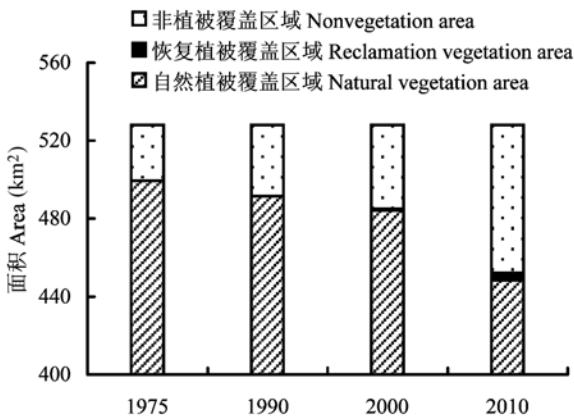 非植被覆盖区域 Nonvegetation area
恢复植被覆盖区域 Reclamation vegetation area
自然植被覆盖区域 Natural vegetation area
面积 Area (km²)
560
520
480
440
400
1975 1990 2000 2010